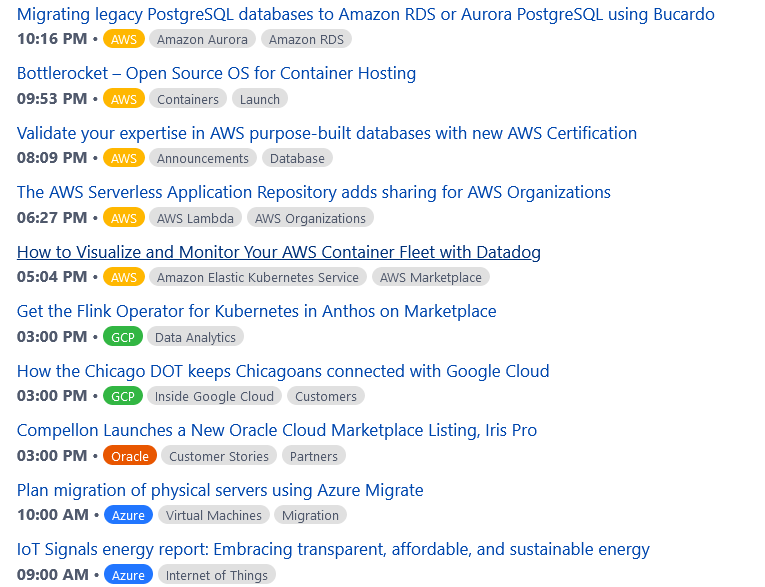 Migrating legacy PostgreSQL databases to Amazon RDS or Aurora PostgreSQL using Bucardo
10:16 PM • AWS Amazon Aurora Amazon RDS
Bottlerocket – Open Source OS for Container Hosting
09:53 PM • AWS Containers Launch
Validate your expertise in AWS purpose-built databases with new AWS Certification
08:09 PM • AWS Announcements Database
The AWS Serverless Application Repository adds sharing for AWS Organizations
06:27 PM • AWS AWS Lambda AWS Organizations
How to Visualize and Monitor Your AWS Container Fleet with Datadog
05:04 PM • AWS Amazon Elastic Kubernetes Service AWS Marketplace
Get the Flink Operator for Kubernetes in Anthos on Marketplace
03:00 PM • GCP Data Analytics
How the Chicago DOT keeps Chicagoans connected with Google Cloud
03:00 PM • GCP Inside Google Cloud Customers
Compellon Launches a New Oracle Cloud Marketplace Listing, Iris Pro
03:00 PM • Oracle Customer Stories Partners
Plan migration of physical servers using Azure Migrate
10:00 AM • Azure Virtual Machines Migration
IoT Signals energy report: Embracing transparent, affordable, and sustainable energy
09:00 AM • Azure Internet of Things